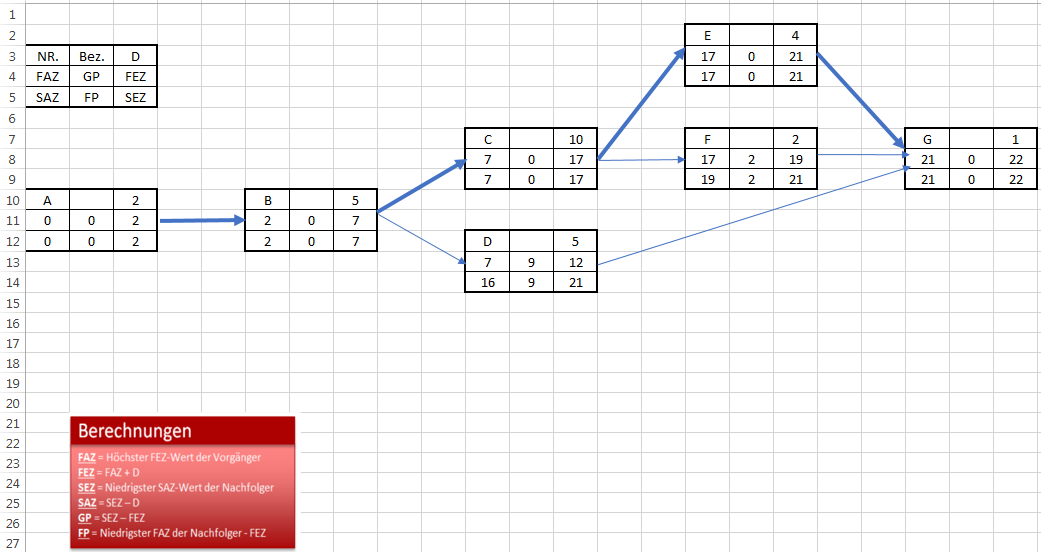 1
2
E 4
3
NR. Bez. D
17 0 21
4
FAZ GP FEZ
17 0 21
5
SAZ FP SEZ
6
7
C 10
F 2
G 1
8
7 0 17
17 2 19
21 0 22
9
7 0 17
19 2 21
21 0 22
10
A 2
B 5
11
0 0 2
2 0 7
12
0 0 2
2 0 7
D 5
13
7 9 12
14
16 9 21
15
16
17
18
19
20
21
22
23
24
25
26
27
Berechnungen
FAZ = Höchster FEZ-Wert der Vorgänger
FEZ = FAZ + D
SEZ = Niedrigster SAZ-Wert der Nachfolger
SAZ = SEZ – D
GP = SEZ – FEZ
FP = Niedrigster FAZ der Nachfolger - FEZ